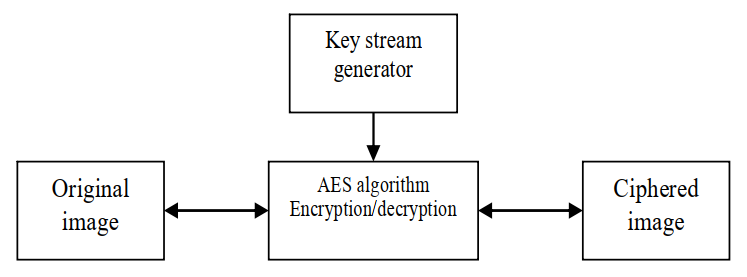 Key stream
generator
Original
image
AES algorithm
Encryption/decryption
Ciphered
image